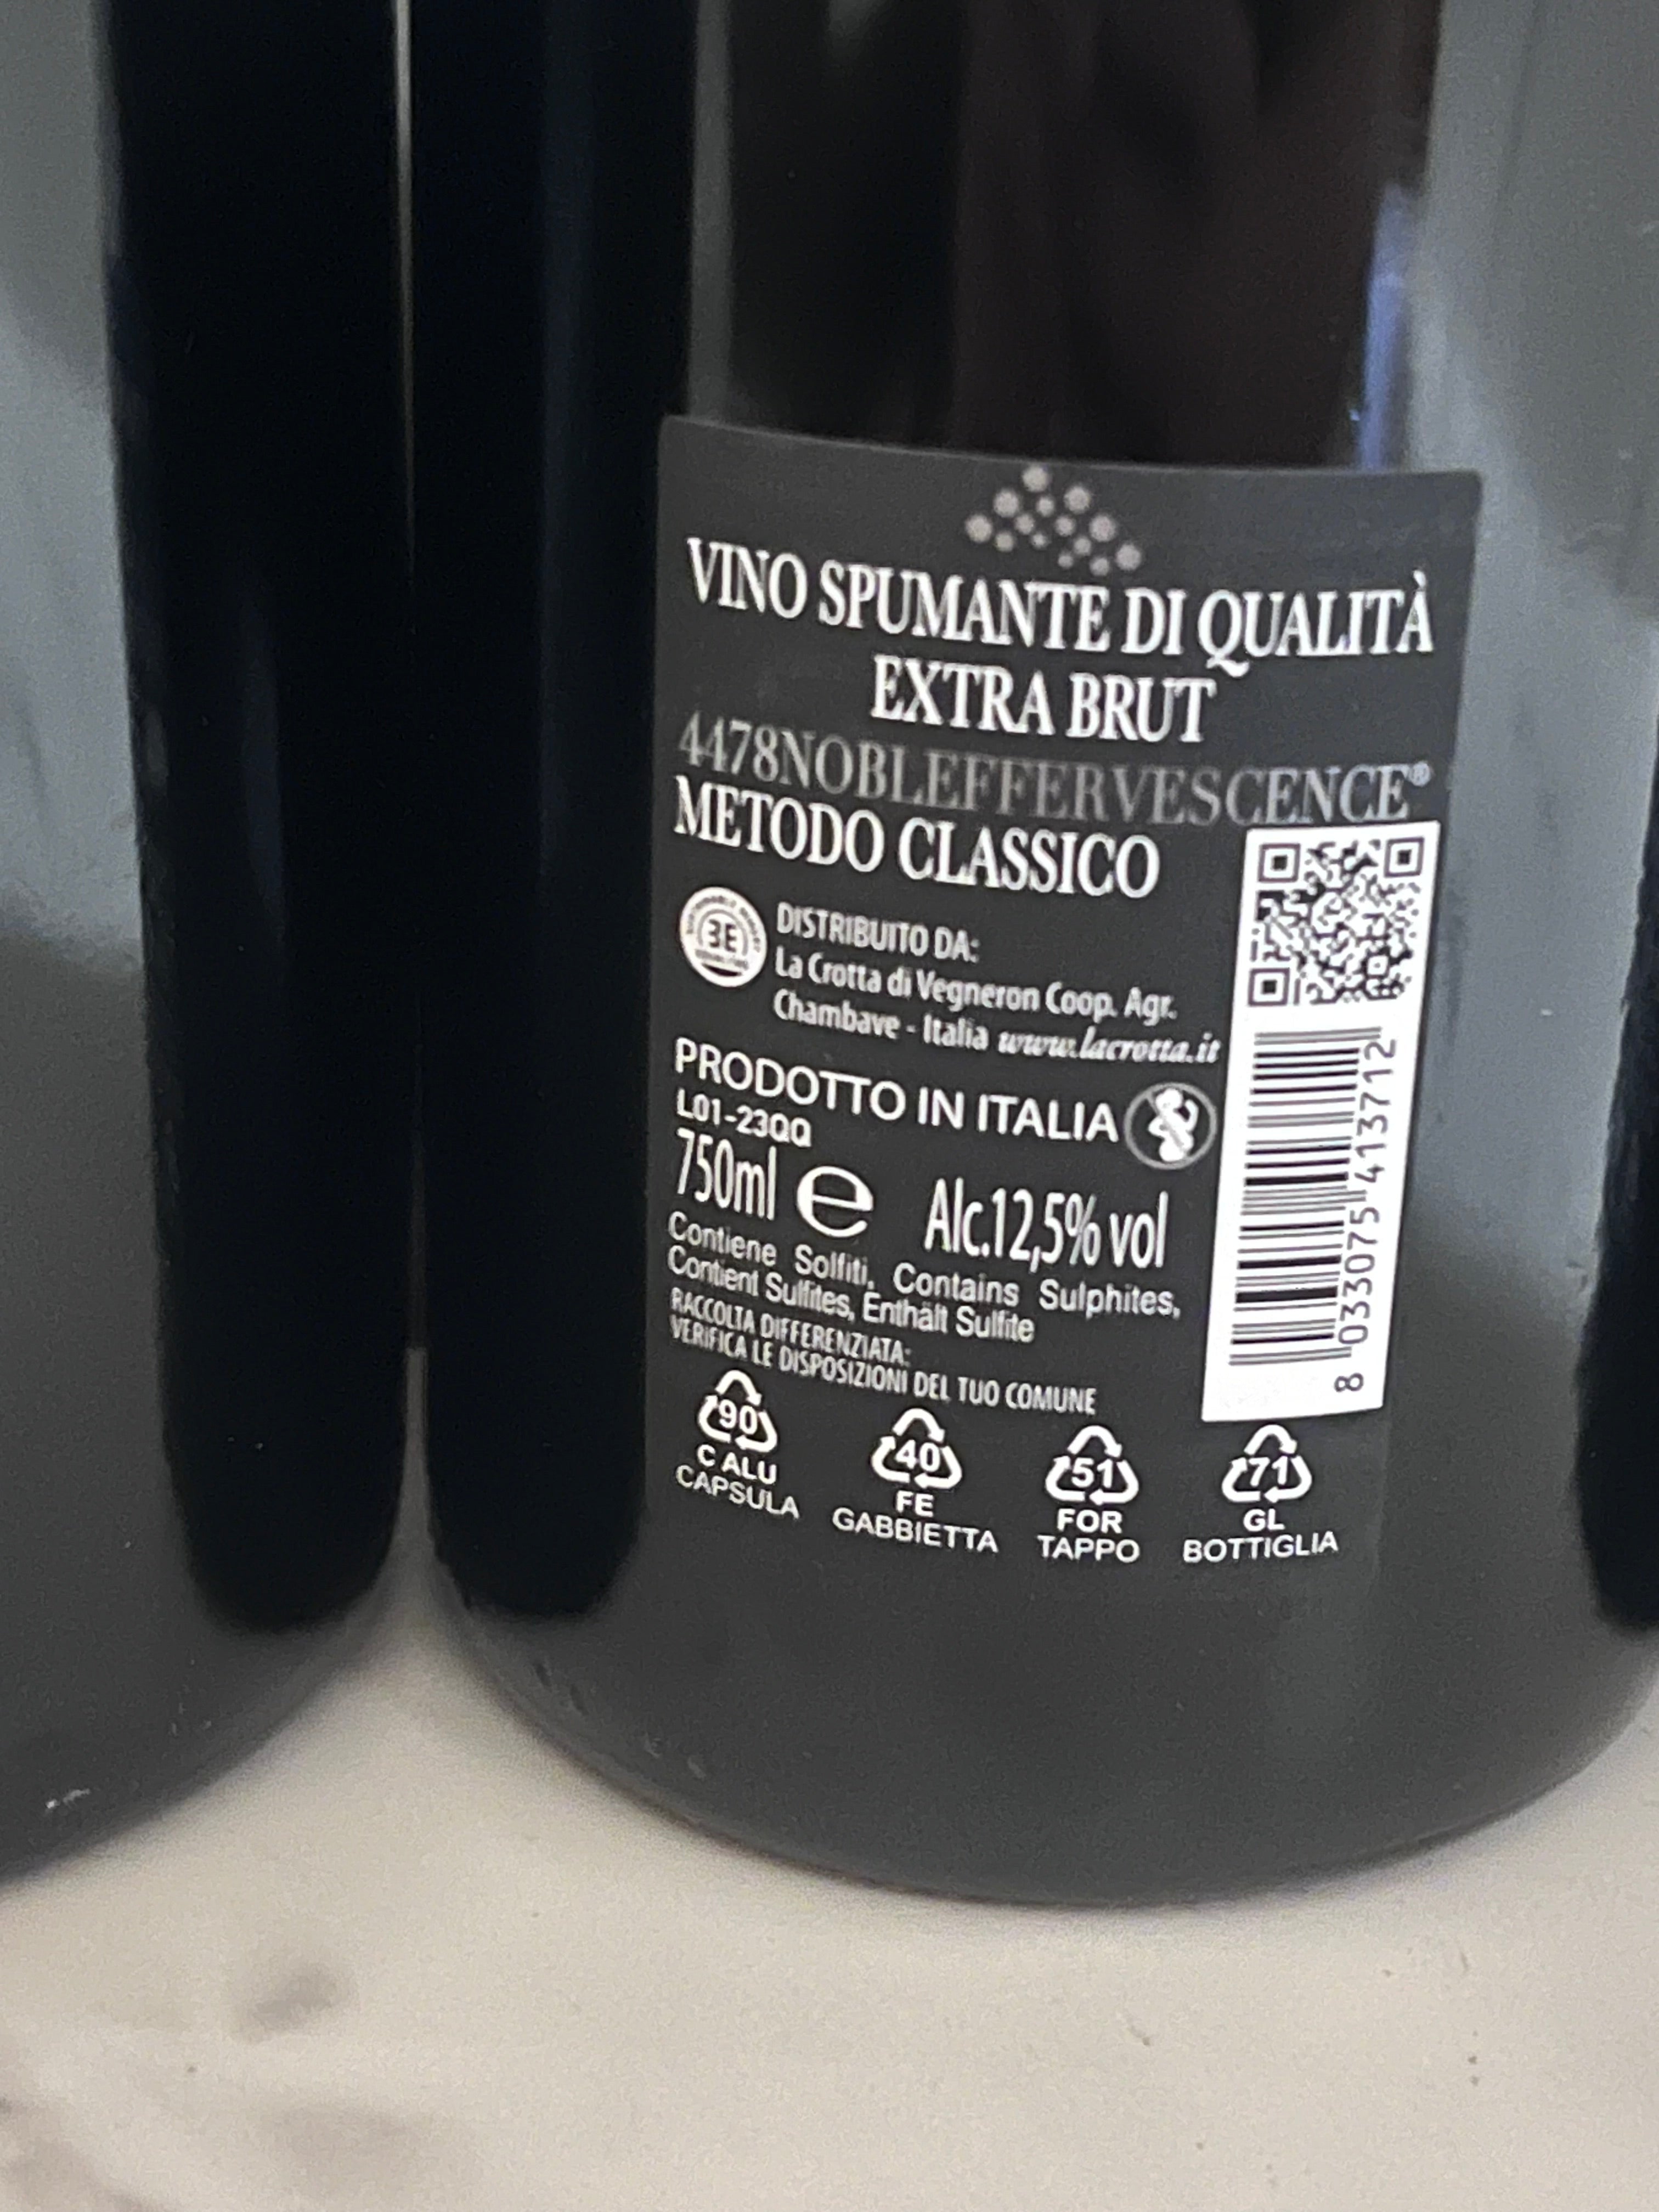 VINO SPUMANTE DI QUALITÀ
EXTRA BRUT
4478NOBLEFFERVESCENCE®
METODO CLASSICO
3E
DISTRIBUITO DA:
La Crotta di Vegneron Coop. Agr.
Chambave - Italia www.lacrotta.it
PRODOTTO IN ITALIA
L01-23QQ
750ml e Alc.12,5% vol
Contiene Solfiti, Contains Sulphites,
Contient Sulfites, Enthält Sulfite
RACCOLTA DIFFERENZIATA:
VERIFICA LE DISPOSIZIONI DEL TUO COMUNE
90 40 51 71
C ALU FE FOR GL
CAPSULA GABBIETTA TAPPO BOTTIGLIA
8 033075 413712